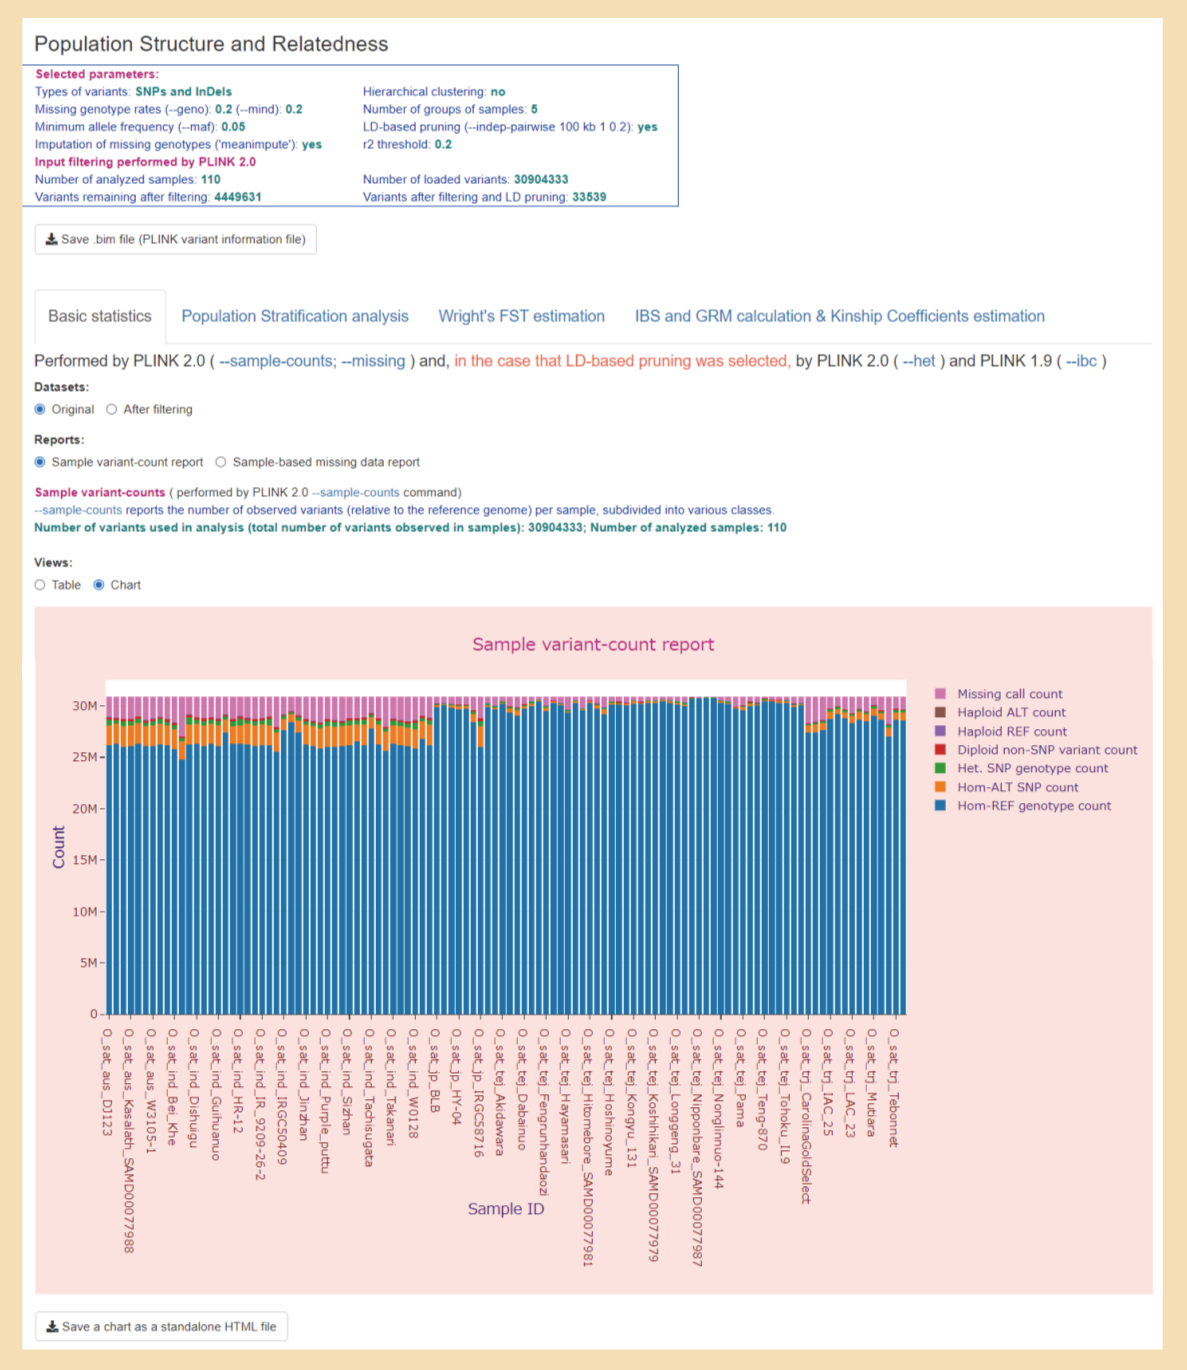 Population Structure and Relatedness
Selected parameters:
Types of variants: SNPs and InDels
Hierarchical clustering: no
Missing genotype rates (--geno): 0.2 (--mind): 0.2
Number of groups of samples: 5
Minimum allele frequency (--maf): 0.05
LD-based pruning (--indep-pairwise 100 kb 1 0.2): yes
Imputation of missing genotypes ('meanimpute'): yes
r2 threshold: 0.2
Input filtering performed by PLINK 2.0
Number of analyzed samples: 110
Number of loaded variants: 30904333
Variants remaining after filtering: 4449631
Variants after filtering and LD pruning: 33539
Save .bim file (PLINK variant information file)
Basic statistics
Population Stratification analysis
Wright's FST estimation
IBS and GRM calculation & Kinship Coefficients estimation
Performed by PLINK 2.0 ( --sample-counts; --missing ) and, in the case that LD-based pruning was selected, by PLINK 2.0 ( --het ) and PLINK 1.9 ( --ibc )
Datasets:
Original After filtering
Reports:
Sample variant-count report Sample-based missing data report
Sample variant-counts ( performed by PLINK 2.0 --sample-counts command)
--sample-counts reports the number of observed variants (relative to the reference genome) per sample, subdivided into various classes.
Number of variants used in analysis (total number of variants observed in samples): 30904333; Number of analyzed samples: 110
Views:
Table Chart
Sample variant-count report
Missing call count
Haploid ALT count
Haploid REF count
Diploid non-SNP variant count
Het. SNP genotype count
Hom-ALT SNP count
Hom-REF genotype count
Count
30M
25M
20M
15M
10M
5M
0
O_sat_aus_DJ123
O_sat_aus_Kasalath_SAMD00077988
O_sat_aus_W3105-1
O_sat_ind_Bei_Khe
O_sat_ind_Dishuigu
O_sat_ind_Guihuanuo
O_sat_ind_HR-12
O_sat_ind_IR_9209-26-2
O_sat_ind_IRGC50409
O_sat_ind_Jinzhan
O_sat_ind_Purple_puttu
O_sat_ind_Sizhan
O_sat_ind_Tachisugata
O_sat_ind_Takanari
O_sat_ind_W0128
O_sat_jp_BLB
O_sat_jp_HY-04
O_sat_jp_IRGC58716
O_sat_tej_Akidawara
O_sat_tej_Dabainuo
O_sat_tej_Fengrunhandaozi
O_sat_tej_Hayamasari
O_sat_tej_Hitomebore_SAMD00077981
O_sat_tej_Hoshinoyume
O_sat_tej_Kongyu_131
O_sat_tej_Koshihikari_SAMD00077979
O_sat_tej_Longgeng_31
O_sat_tej_Nipponbare_SAMD00077987
O_sat_tej_Nonglinnuo-144
O_sat_tej_Pama
O_sat_tej_Teng-870
O_sat_tej_Tohoku_IL9
O_sat_trj_CarolinaGoldSelect
O_sat_trj_IAC_25
O_sat_trj_LAC_23
O_sat_trj_Mutiara
O_sat_trj_Tebonnet
Sample ID
Save a chart as a standalone HTML file